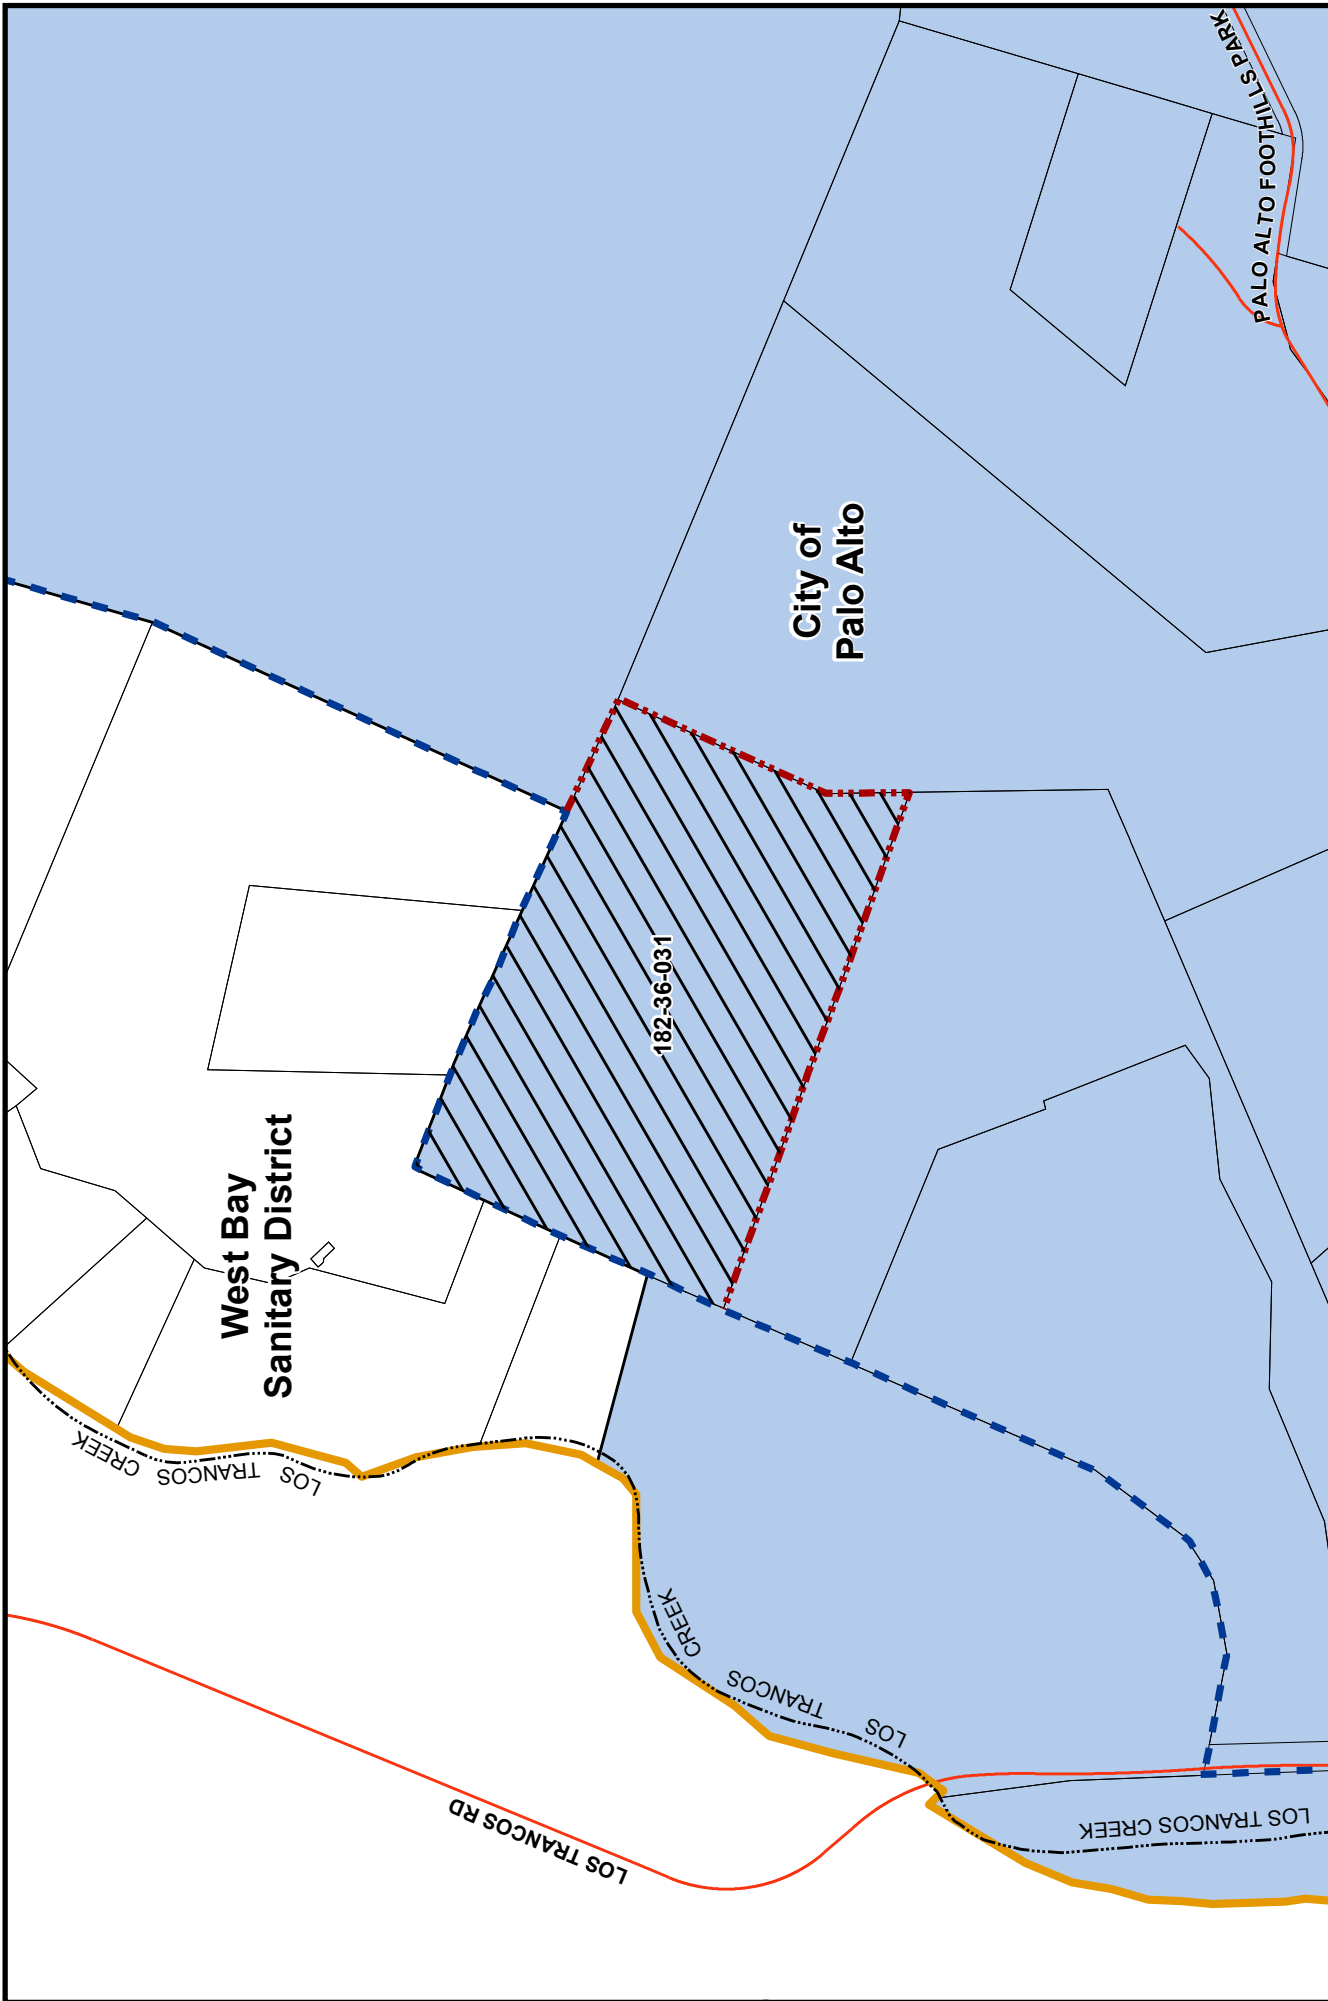 PALO ALTO FOOTHILLS PARK
City of
Palo Alto
182-36-031
West Bay
Sanitary District
LOS TRANCOS CREEK
LOS TRANCOS CREEK
LOS TRANCOS RD
LOS TRANCOS CREEK